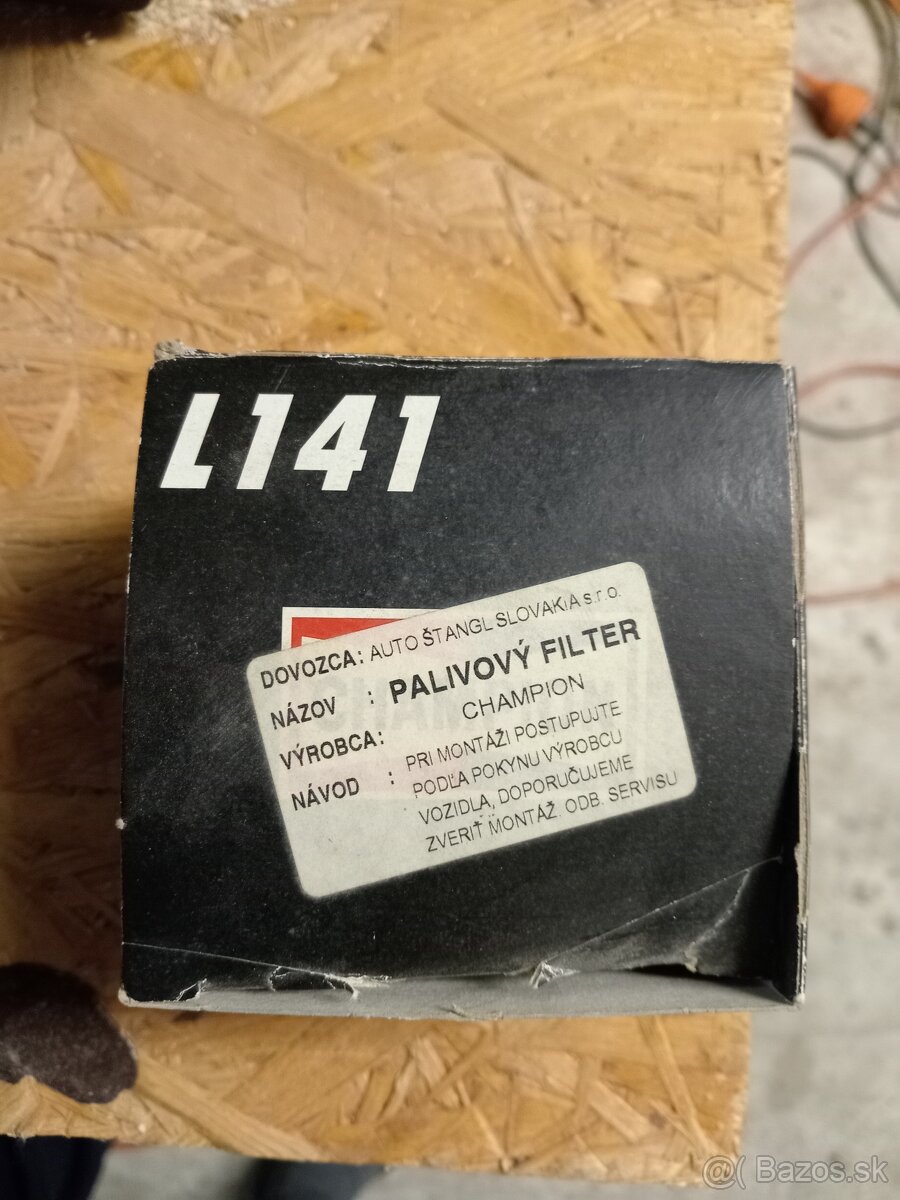 L141
DOVOZCA: AUTO ŠTANGL SLOVAKiA s.r.o.
NÁZOV : PALIVOVÝ FILTER
VÝROBCA: CHAMPION
NÁVOD : PRI MONTÁŽI POSTUPUJTE
PODĽA POKYNU VÝROBCU
VOZIDLA, DOPORUČUJEME
ZVERIŤ MONTÁŽ. ODB. SERVISU
@( Bazos.sk